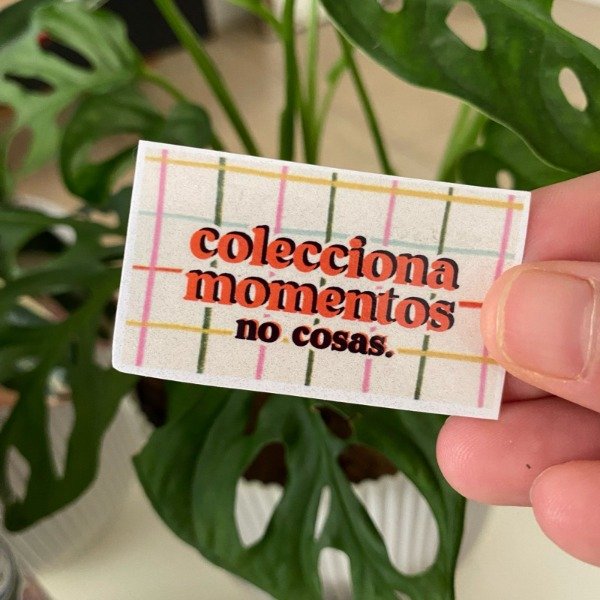 colecciona
momentos
no cosas.